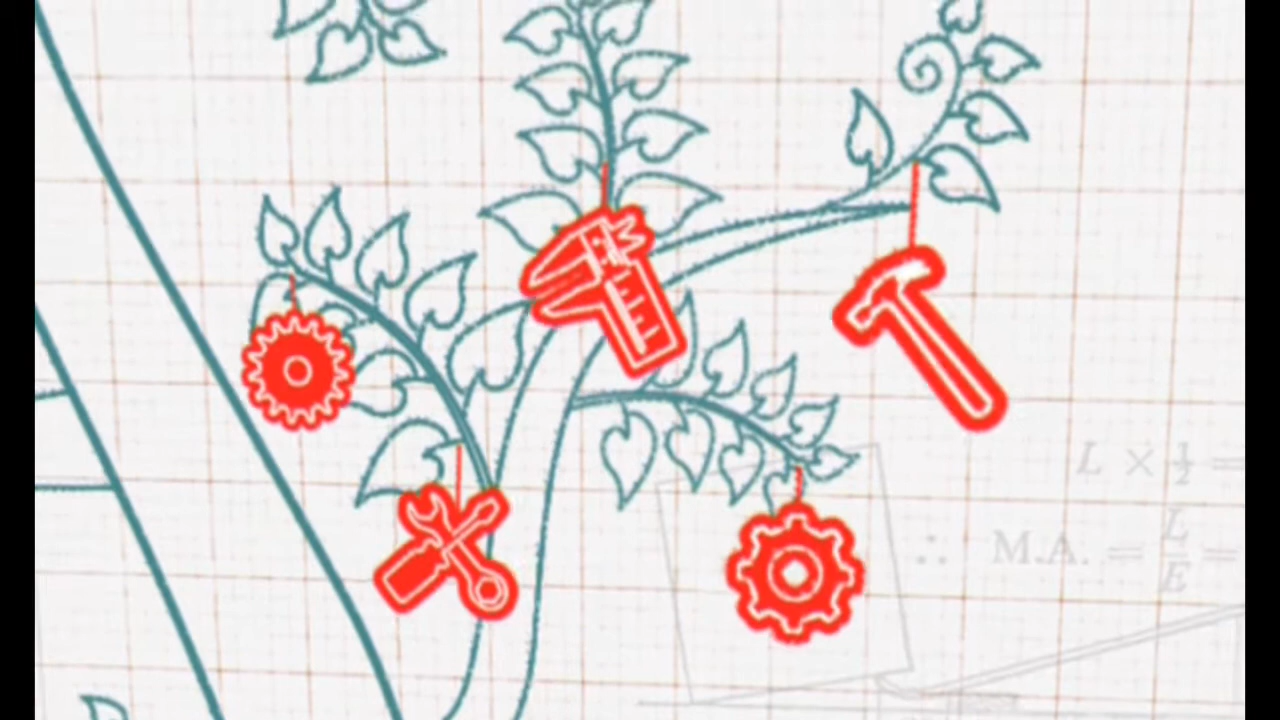 L × ½ =
∴ M.A. = L/E =